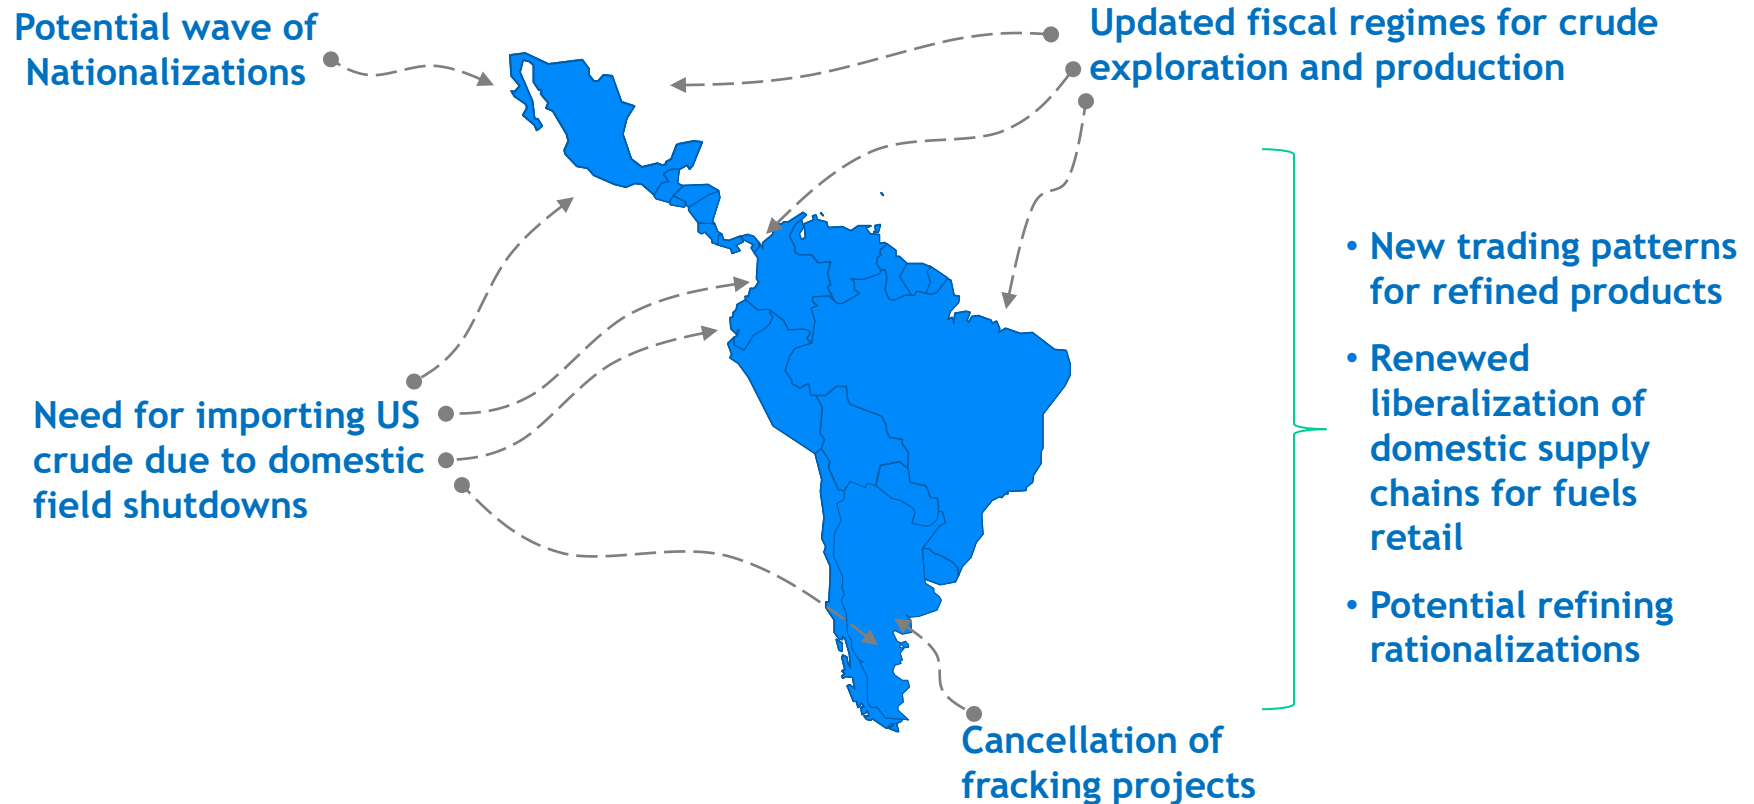 Potential wave of
Nationalizations
Updated fiscal regimes for crude
exploration and production
Need for importing US
crude due to domestic
field shutdowns
Cancellation of
fracking projects
• New trading patterns
for refined products
• Renewed
liberalization of
domestic supply
chains for fuels
retail
• Potential refining
rationalizations